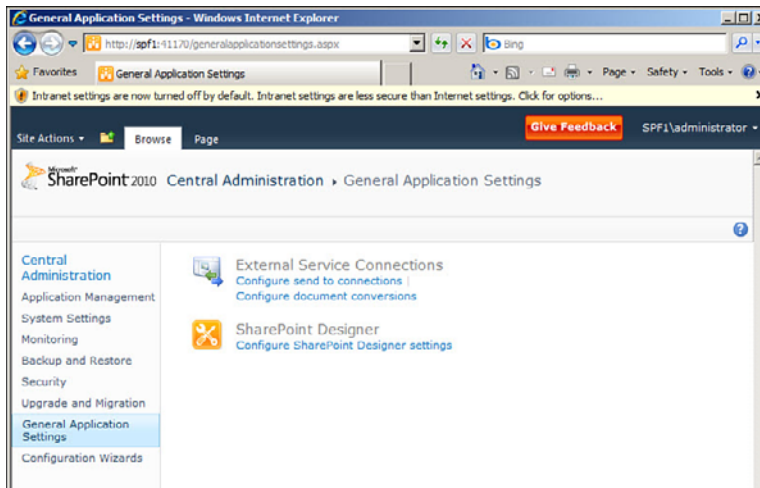 General Application Settings - Windows Internet Explorer
http://spf1:41170/generalapplicationsettings.aspx
Bing
Favorites
General Application Settings
Page
Safety
Tools
Intranet settings are now turned off by default. Intranet settings are less secure than Internet settings. Click for options...
Site Actions
Browse
Page
Give Feedback
SPF1\administrator
Microsoft
SharePoint 2010
Central Administration
General Application Settings
Central
Administration
Application Management
System Settings
Monitoring
Backup and Restore
Security
Upgrade and Migration
General Application
Settings
Configuration Wizards
External Service Connections
Configure send to connections |
Configure document conversions
SharePoint Designer
Configure SharePoint Designer settings